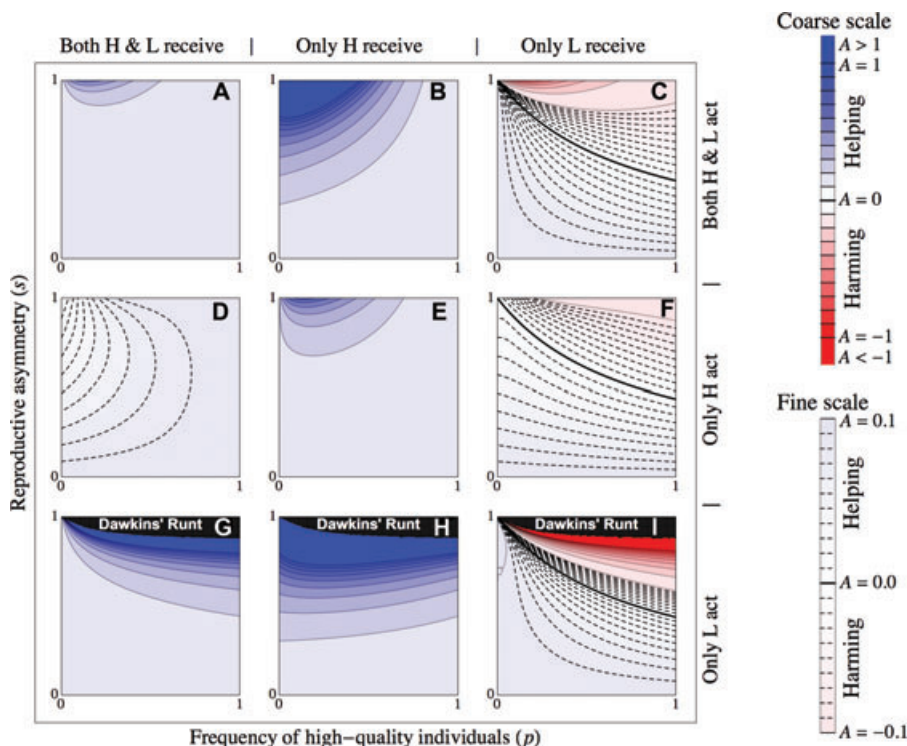 Both H & L receive | Only H receive | Only L receive
Coarse scale
A > 1
A = 1
Helping
A = 0
Harming
A = −1
A < −1
Fine scale
A = 0.1
Helping
A = 0.0
Harming
A = −0.1
Reproductive asymmetry (s)
1
A
0
0
1
1
B
0
0
1
1
C
0
0
1
Both H & L act
1
D
0
0
1
1
E
0
0
1
1
F
0
0
1
Only H act
1
Dawkins' Runt G
0
0
1
1
Dawkins' Runt H
0
0
1
1
Dawkins' Runt I
0
0
1
Only L act
Frequency of high−quality individuals (p)